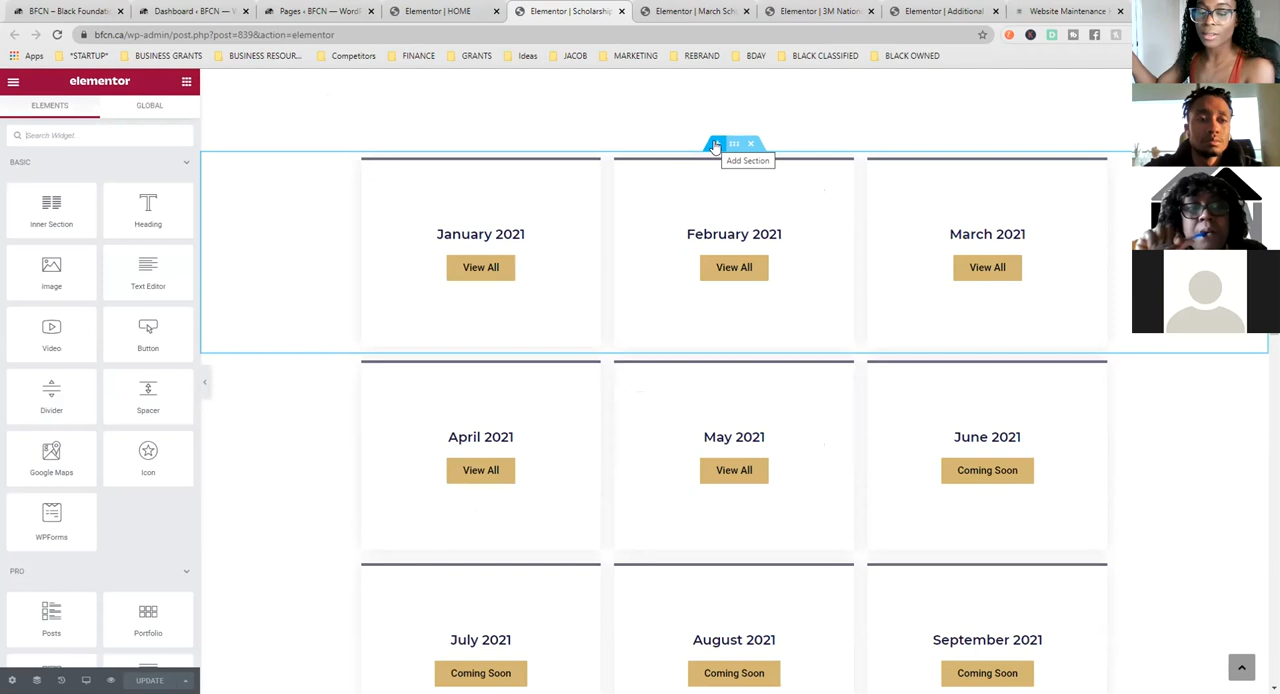 BFCN – Black Foundati
Dashboard ‹ BFCN — W
Pages ‹ BFCN — WordP
Elementor | HOME
Elementor | Scholarship
Elementor | March Scho
Elementor | 3M Nation
Elementor | Additional
Website Maintenance H
bfcn.ca/wp-admin/post.php?post=839&action=elementor
Apps
*STARTUP*
BUSINESS GRANTS
BUSINESS RESOUR...
Competitors
FINANCE
GRANTS
Ideas
JACOB
MARKETING
REBRAND
BDAY
BLACK CLASSIFIED
BLACK OWNED
elementor
ELEMENTS
GLOBAL
Search Widget...
BASIC
Inner Section
Heading
Image
Text Editor
Video
Button
Divider
Spacer
Google Maps
Icon
WPForms
PRO
Posts
Portfolio
UPDATE
Add Section
January 2021
View All
February 2021
View All
March 2021
View All
April 2021
View All
May 2021
View All
June 2021
Coming Soon
July 2021
Coming Soon
August 2021
Coming Soon
September 2021
Coming Soon